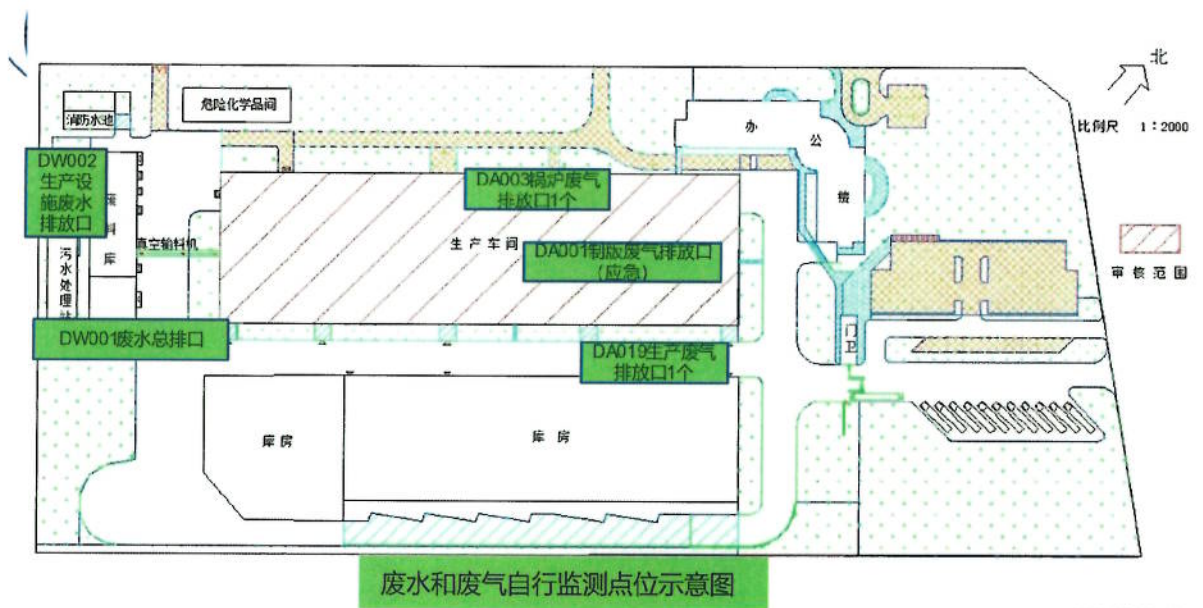 北
比例尺 1：2000
危险化学品间
消防水池
办
公
楼
DW002
生产设
施废水
排放口
DA003锅炉废气
排放口1个
库
真空输料机
生产车间
DA001制版废气排放口
（应急）
审核范围
污水处理站
DW001废水总排口
门卫
DA019生产废气
排放口1个
库房
库房
废水和废气自行监测点位示意图